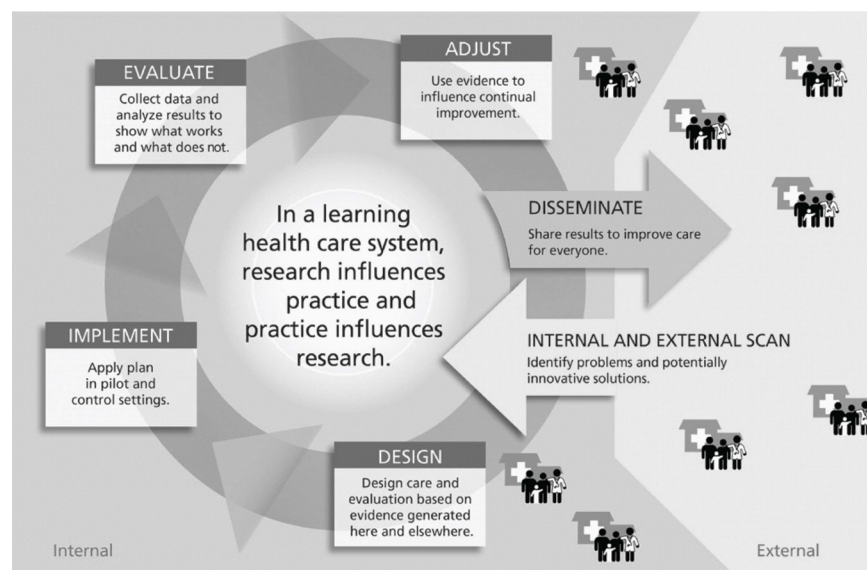 EVALUATE
Collect data and
analyze results to
show what works
and what does not.
ADJUST
Use evidence to
influence continual
improvement.
In a learning
health care system,
research influences
practice and
practice influences
research.
DISSEMINATE
Share results to improve care
for everyone.
INTERNAL AND EXTERNAL SCAN
Identify problems and potentially
innovative solutions.
IMPLEMENT
Apply plan
in pilot and
control settings.
DESIGN
Design care and
evaluation based on
evidence generated
here and elsewhere.
Internal
External